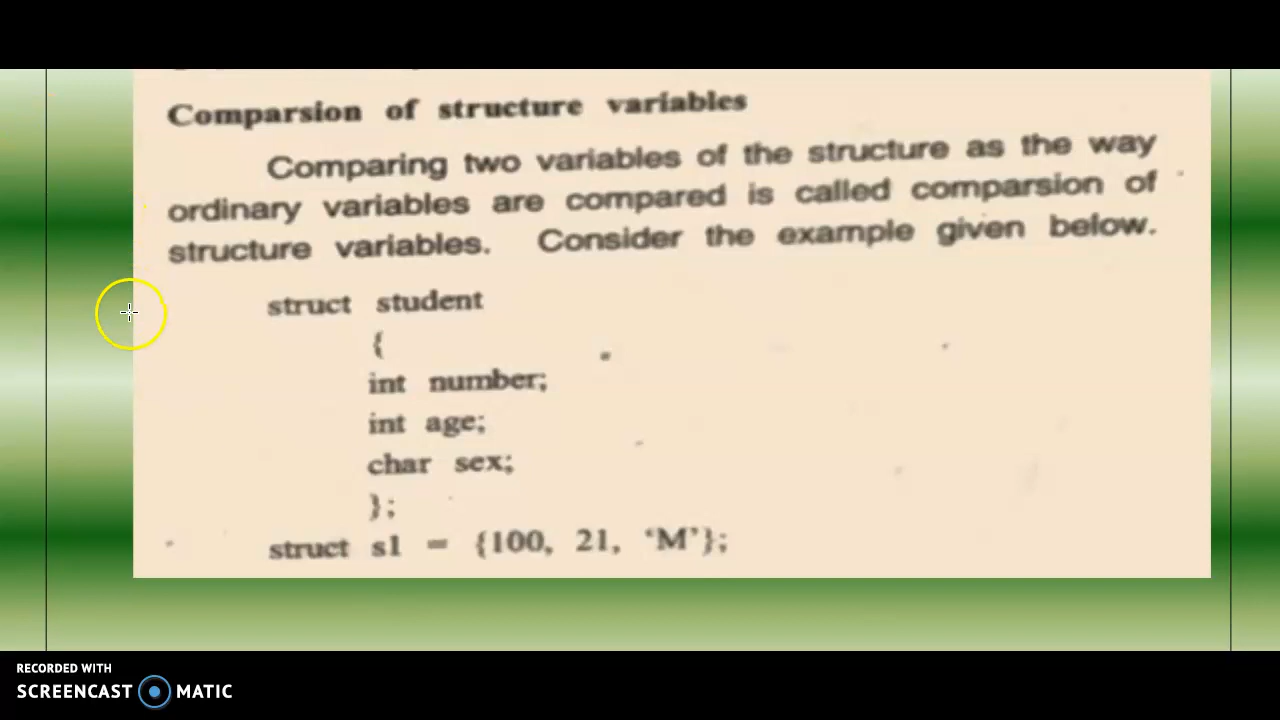 Comparsion of structure variables
Comparing two variables of the structure as the way
ordinary variables are compared is called comparsion of
structure variables. Consider the example given below.
struct student
{
int number;
int age;
char sex;
};
struct s1 = {100, 21, ‘M’};
RECORDED WITH
SCREENCAST MATIC